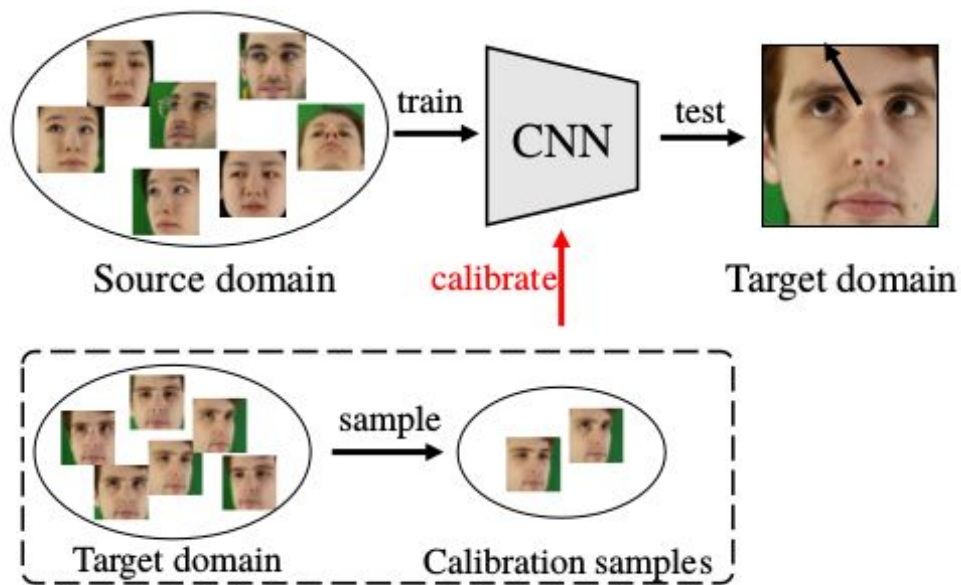 train
CNN
test
Source domain
calibrate
Target domain
sample
Target domain
Calibration samples